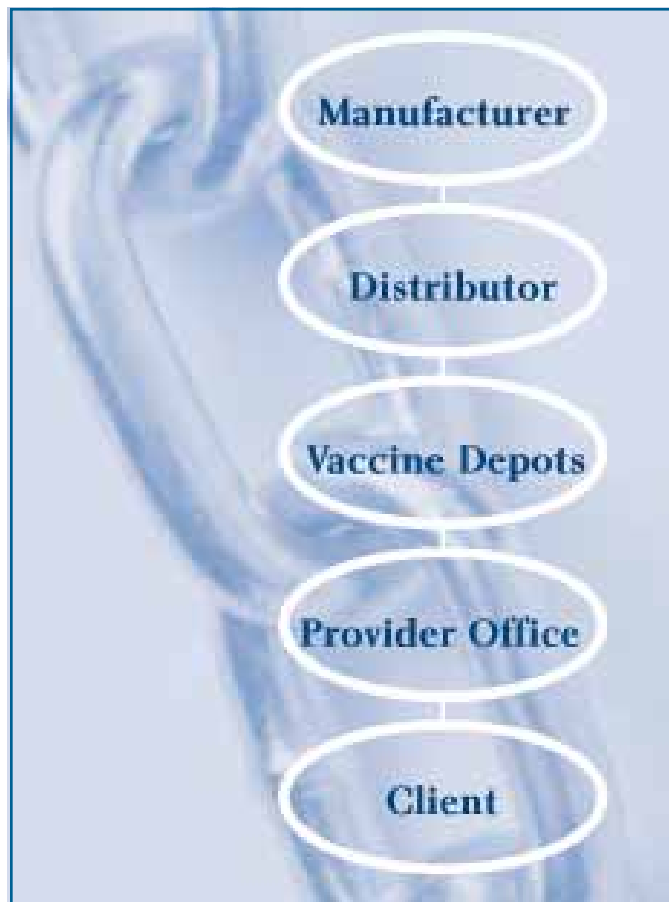 Manufacturer
Distributor
Vaccine Depots
Provider Office
Client